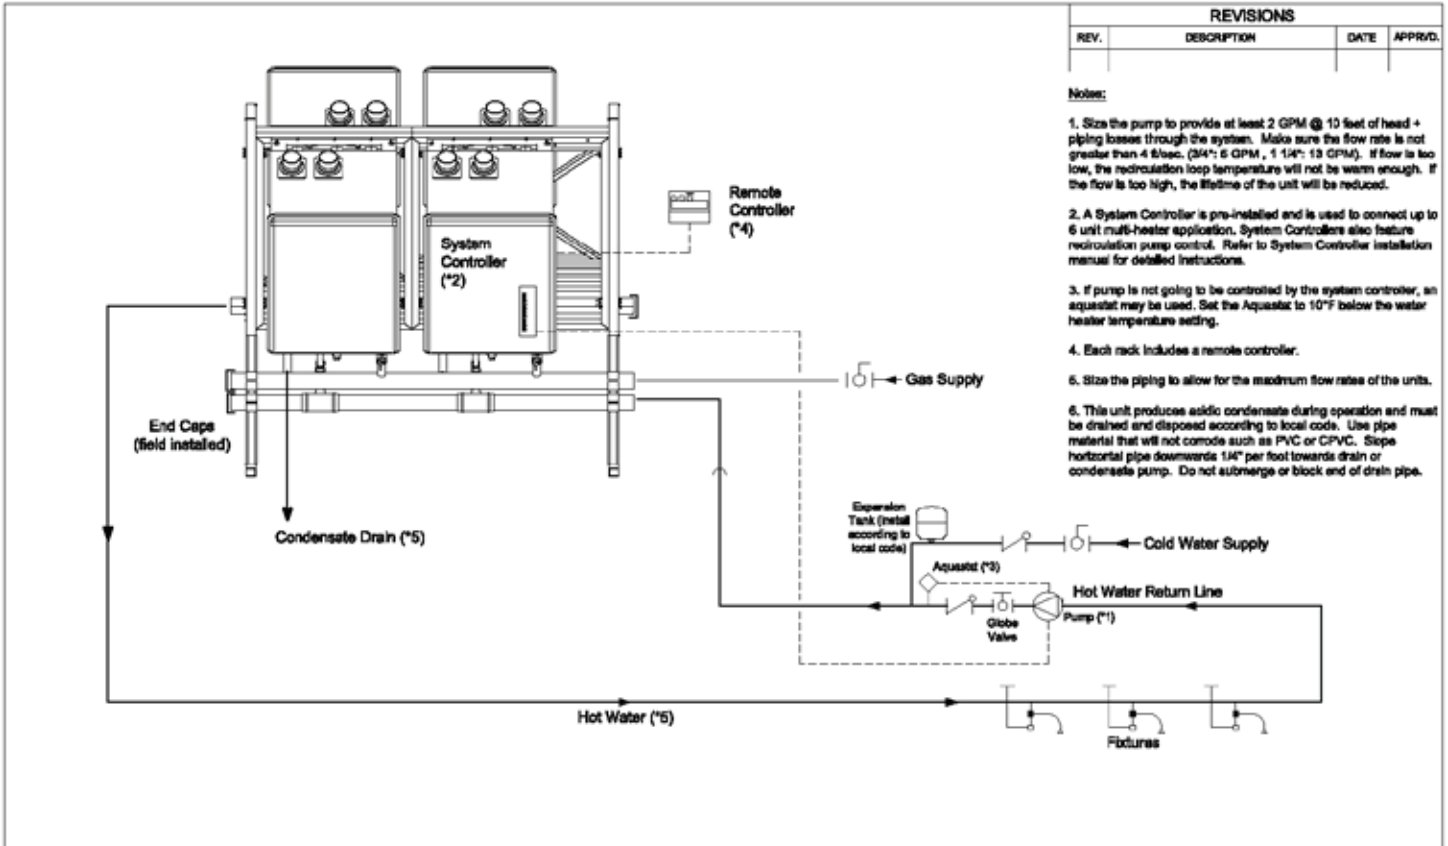 REVISIONS
REV. DESCRIPTION DATE APPRVD.
Notes:
1. Size the pump to provide at least 2 GPM @ 10 feet of head +
piping losses through the system. Make sure the flow rate is not
greater than 4 ft/sec. (3/4": 5 GPM , 1 1/4": 13 GPM). If flow is too
low, the recirculation loop temperature will not be warm enough. If
the flow is too high, the lifetime of the unit will be reduced.
2. A System Controller is pre-installed and is used to connect up to
6 unit multi-heater application. System Controllers also feature
recirculation pump control. Refer to System Controller installation
manual for detailed instructions.
3. If pump is not going to be controlled by the system controller, an
aquastat may be used. Set the Aquastat to 10°F below the water
heater temperature setting.
4. Each rack includes a remote controller.
5. Size the piping to allow for the maximum flow rates of the units.
6. This unit produces acidic condensate during operation and must
be drained and disposed according to local code. Use pipe
material that will not corrode such as PVC or CPVC. Slope
horizontal pipe downwards 1/4" per foot towards drain or
condensate pump. Do not submerge or block end of drain pipe.
Remote
Controller
(*4)
System
Controller
(*2)
Gas Supply
End Caps
(field installed)
Condensate Drain (*5)
Expansion
Tank (install
according to
local code)
Cold Water Supply
Aquastat (*3)
Hot Water Return Line
Globe
Valve
Pump (*1)
Hot Water (*5)
Fixtures